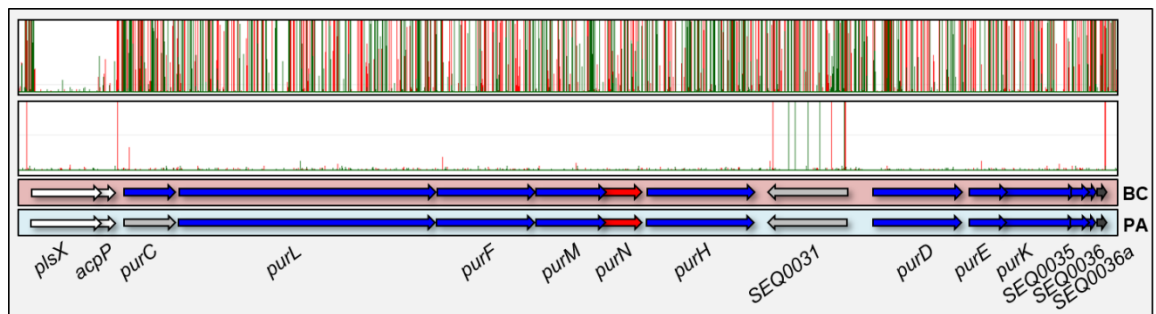 BC
PA
plsX
acpP
purC
purL
purF
purM
purN
purH
SEQ0031
purD
purE
purK
SEQ0035
SEQ0036
SEQ0036a